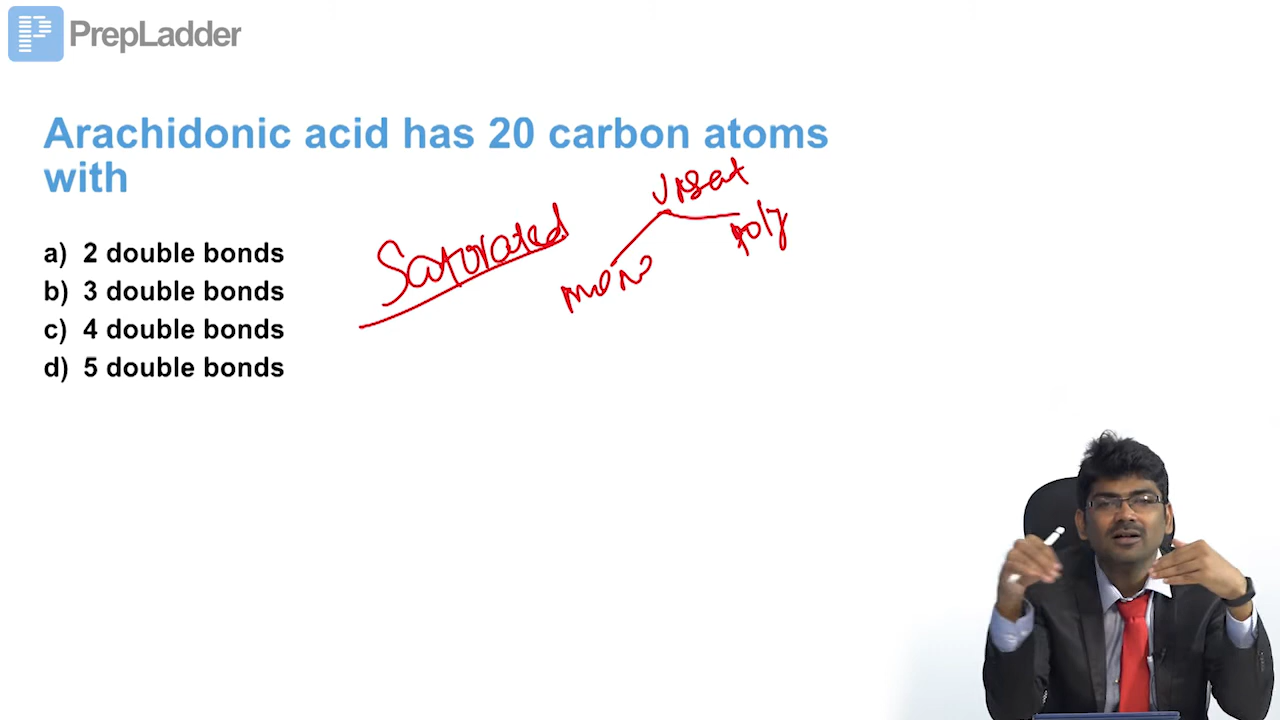 PrepLadder
Arachidonic acid has 20 carbon atoms
with
a) 2 double bonds
b) 3 double bonds
c) 4 double bonds
d) 5 double bonds
Saturated
Unsat
mono
poly